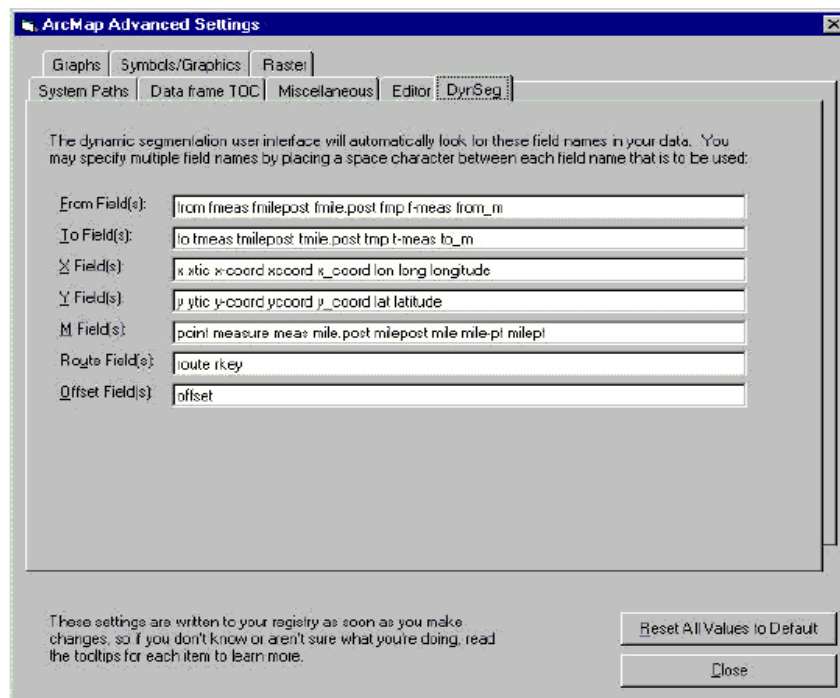 ArcMap Advanced Settings
Graphs Symbols/Graphics Raster
System Paths Data frame TOC Miscellaneous Editor DynSeg
The dynamic segmentation user interface will automatically look for these field names in your data. You
may specify multiple field names by placing a space character between each field name that is to be used:
From Field(s): from fmeas fmilepost fmile.post fmp f-meas from_m
To Field(s): to tmeas tmilepost tmile.post tmp t-meas to_m
X Field(s): x xtic x-coord xcoord x_coord lon long longitude
Y Field(s): y ytic y-coord ycoord y_coord lat latitude
M Field(s): point measure meas mile.post milepost mile mile-pt milept
Route Field(s): route rkey
Offset Field(s): offset
These settings are written to your registry as soon as you make
changes, so if you don't know or aren't sure what you're doing, read
the tooltips for each item to learn more.
Reset All Values to Default
Close